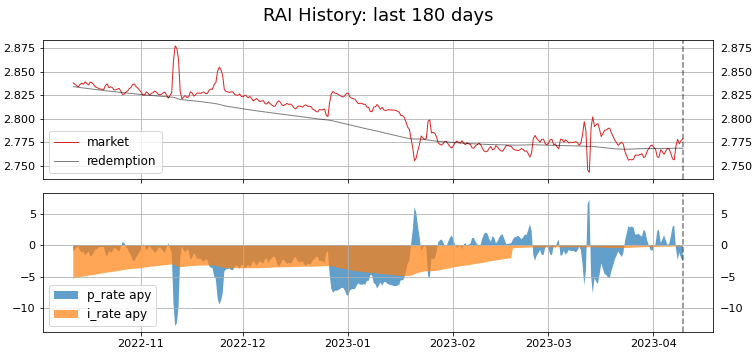 RAI History: last 180 days
2.875 2.875
2.850 2.850
2.825 2.825
2.800 2.800
2.775 2.775
2.750 2.750
market
redemption
5 5
0 0
−5 −5
−10 −10
p_rate apy
i_rate apy
2022-11 2022-12 2023-01 2023-02 2023-03 2023-04